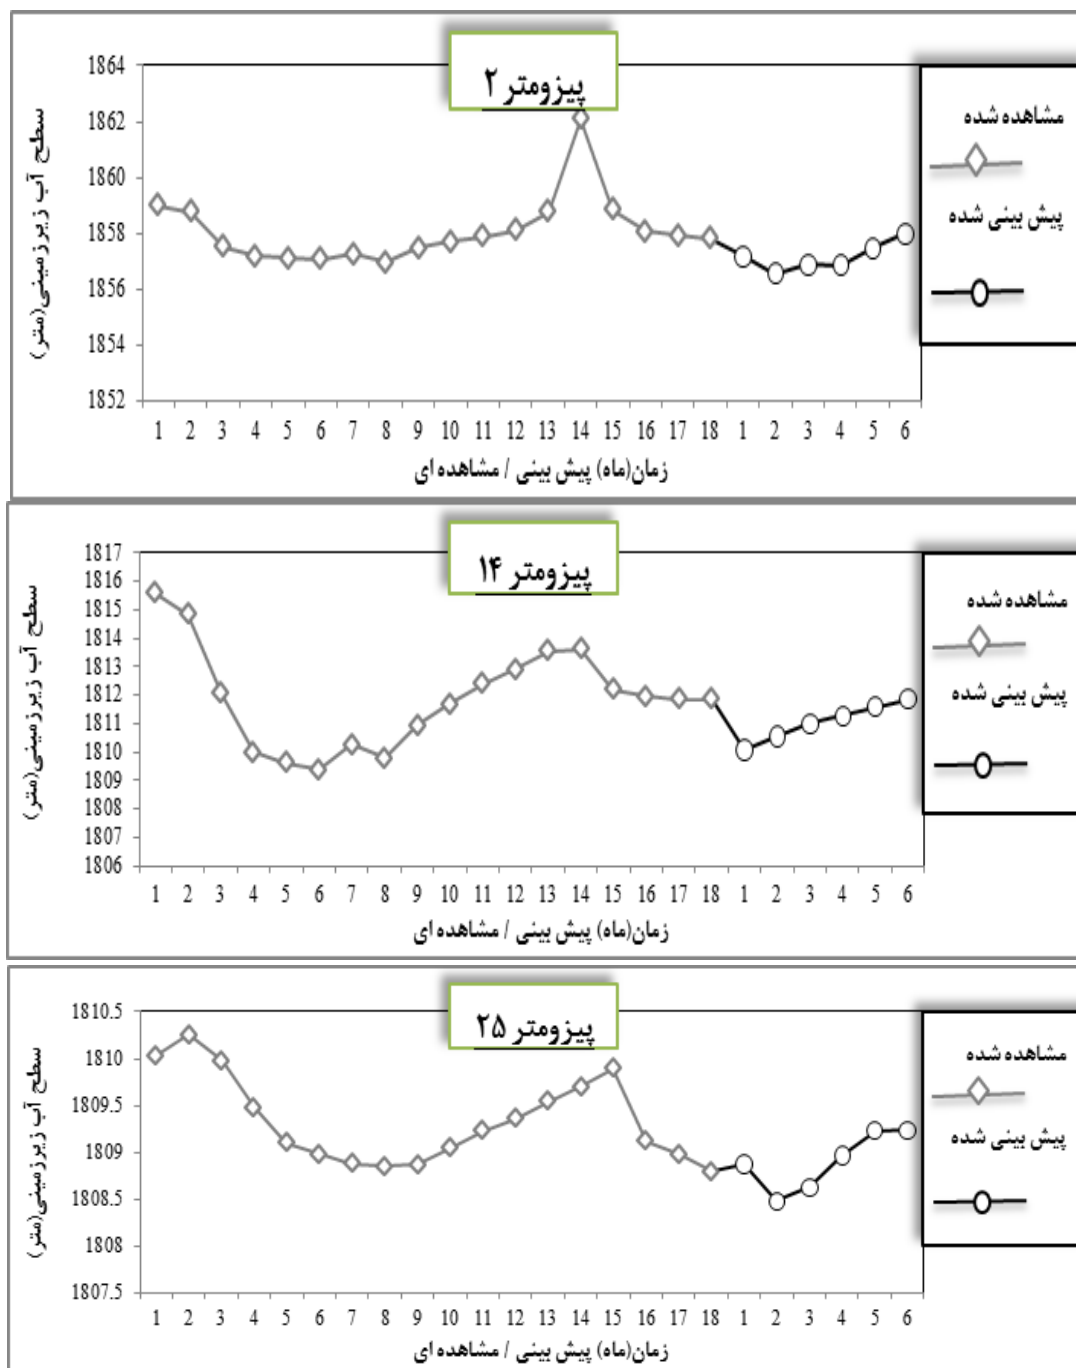 پیزومتر ۲
سطح آب زیرزمینی(متر)
1864
1862
1860
1858
1856
1854
1852
1 2 3 4 5 6 7 8 9 10 11 12 13 14 15 16 17 18 1 2 3 4 5 6
زمان(ماه) پیش بینی / مشاهده ای
مشاهده شده
پیش بینی شده
پیزومتر ۱۴
سطح آب زیرزمینی(متر)
1817
1816
1815
1814
1813
1812
1811
1810
1809
1808
1807
1806
1 2 3 4 5 6 7 8 9 10 11 12 13 14 15 16 17 18 1 2 3 4 5 6
زمان(ماه) پیش بینی / مشاهده ای
مشاهده شده
پیش بینی شده
پیزومتر ۲۵
سطح آب زیرزمینی(متر)
1810.5
1810
1809.5
1809
1808.5
1808
1807.5
1 2 3 4 5 6 7 8 9 10 11 12 13 14 15 16 17 18 1 2 3 4 5 6
زمان(ماه) پیش بینی / مشاهده ای
مشاهده شده
پیش بینی شده